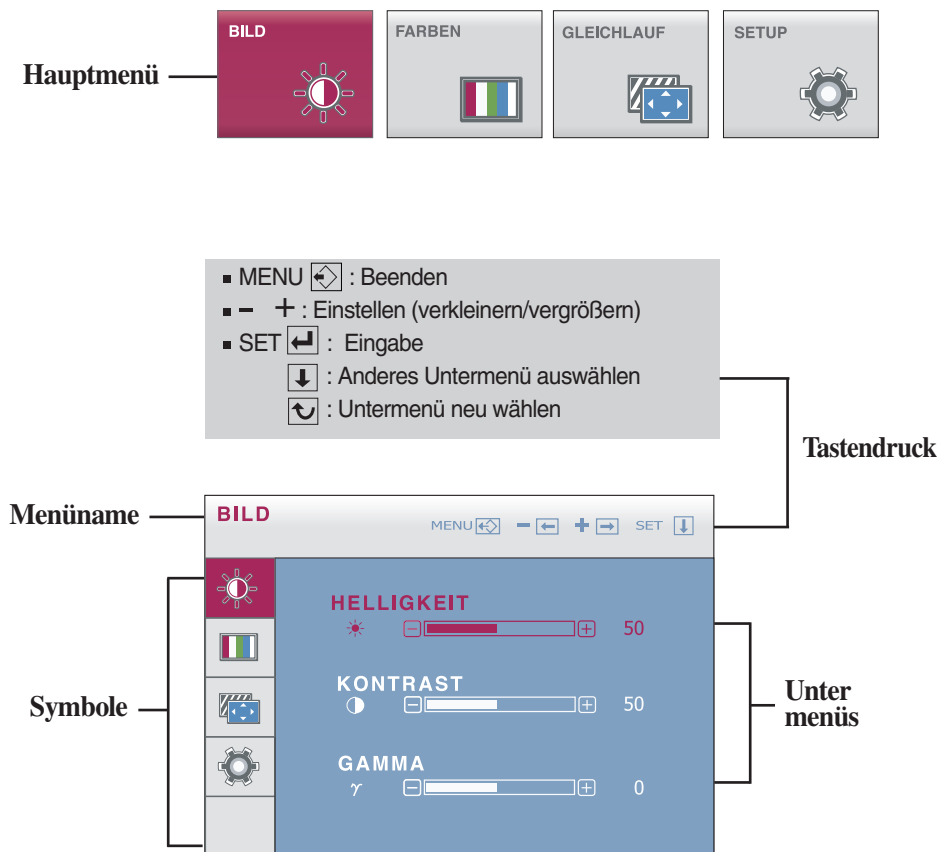 BILD
FARBEN
GLEICHLAUF
SETUP
Hauptmenü
MENU : Beenden
− + : Einstellen (verkleinern/vergrößern)
SET : Eingabe
: Anderes Untermenü auswählen
: Untermenü neu wählen
Tastendruck
Menüname
BILD
MENU − + SET
HELLIGKEIT
50
KONTRAST
50
GAMMA
γ 0
Symbole
Unter
menüs